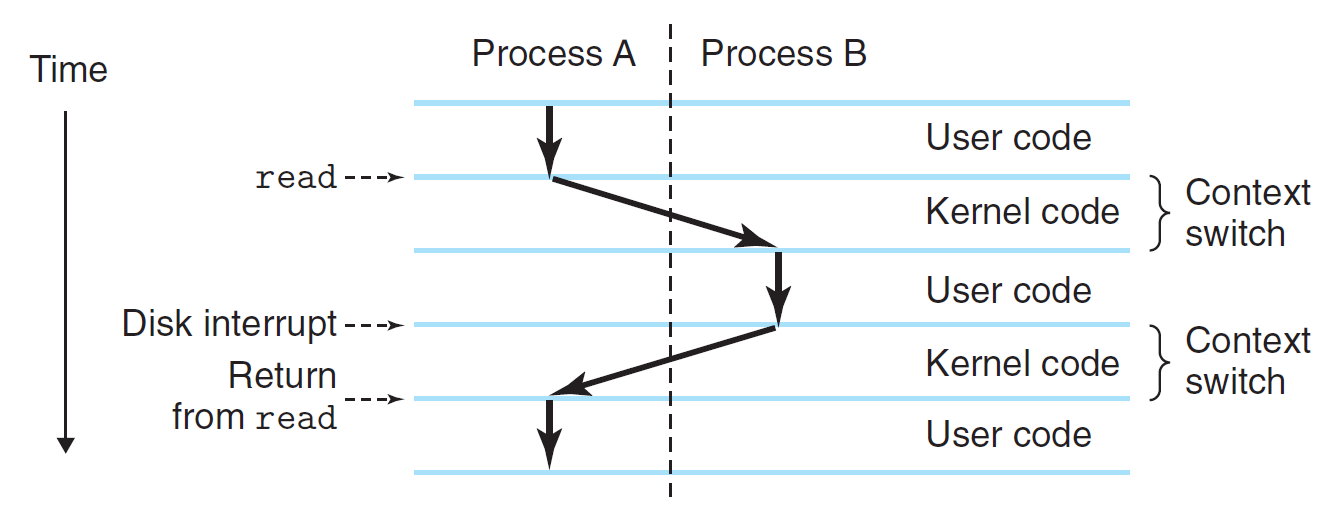 Process A
Process B
Time
User code
read
Kernel code
Context
switch
User code
Disk interrupt
Kernel code
Context
switch
Return
from read
User code